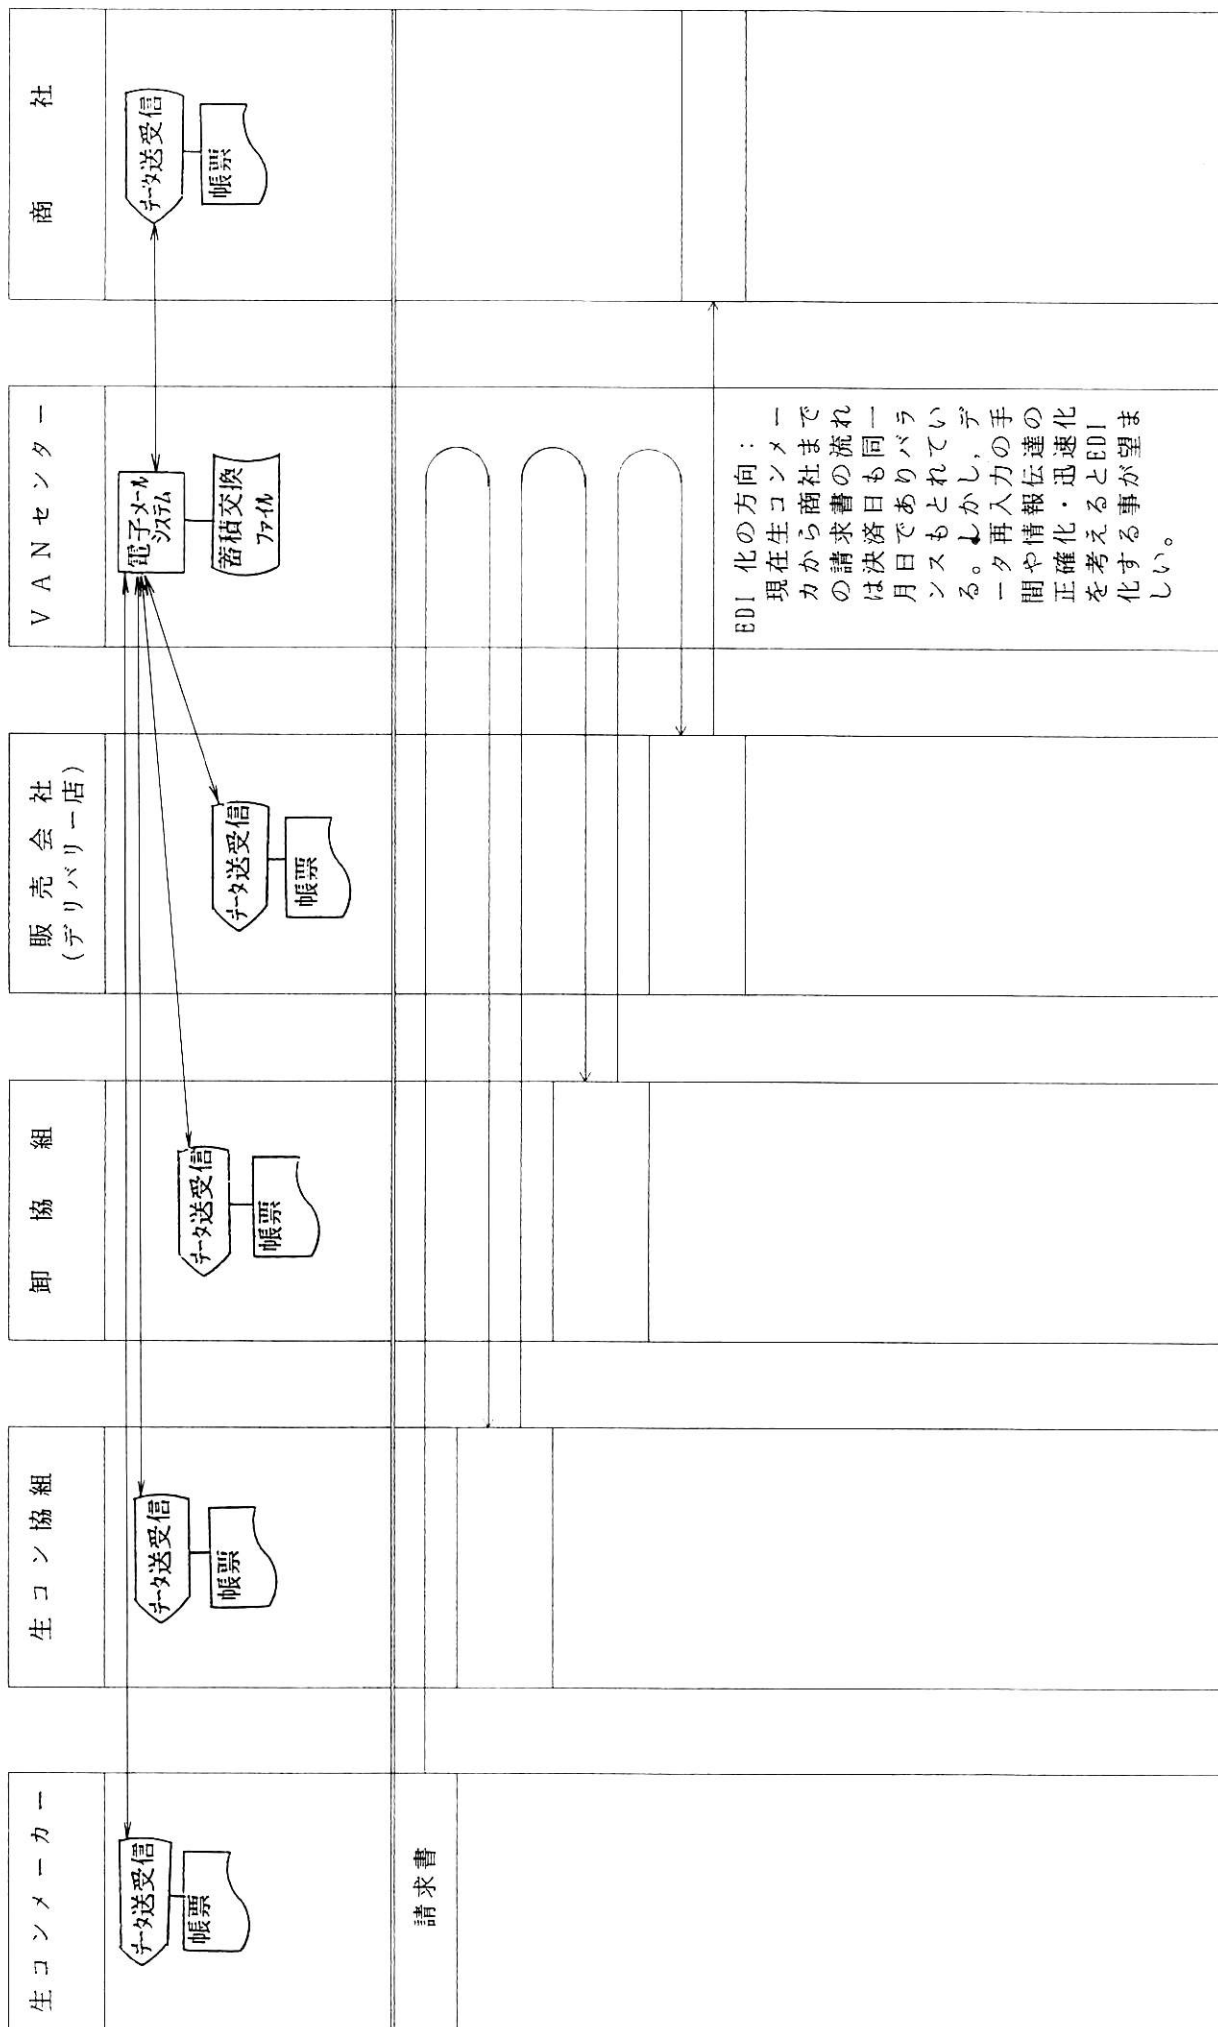 生コンメーカー
生コン協組
卸協組
販売会社
(デリバリー店)
VANセンター
商社
データ送受信
帳票
データ送受信
帳票
データ送受信
帳票
データ送受信
帳票
電子メール
システム
蓄積交換
ファイル
データ送受信
帳票
請求書
EDI 化の方向:
現在生コンメー
カから商社まで
の請求書の流れ
は決済日も同一
月日でありバラ
ンスもとれてい
る。しかし、デ
ータ再入力の手
間や情報伝達の
正確化・迅速化
を考えるとEDI
化する事が望ま
しい。